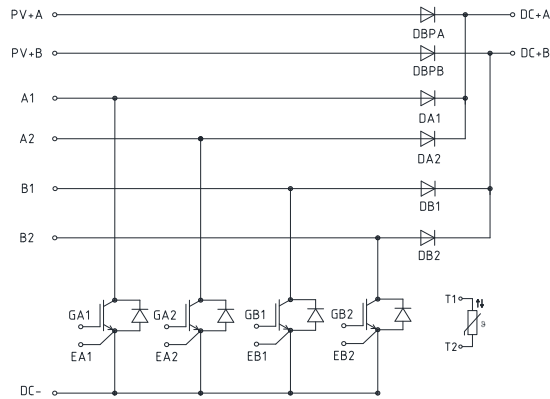 PV+A DC+A
DBPA
PV+B DC+B
DBPB
A1
DA1
A2
DA2
B1
DB1
B2
DB2
GA1 GA2 GB1 GB2
EA1 EA2 EB1 EB2
T1
T2
DC-